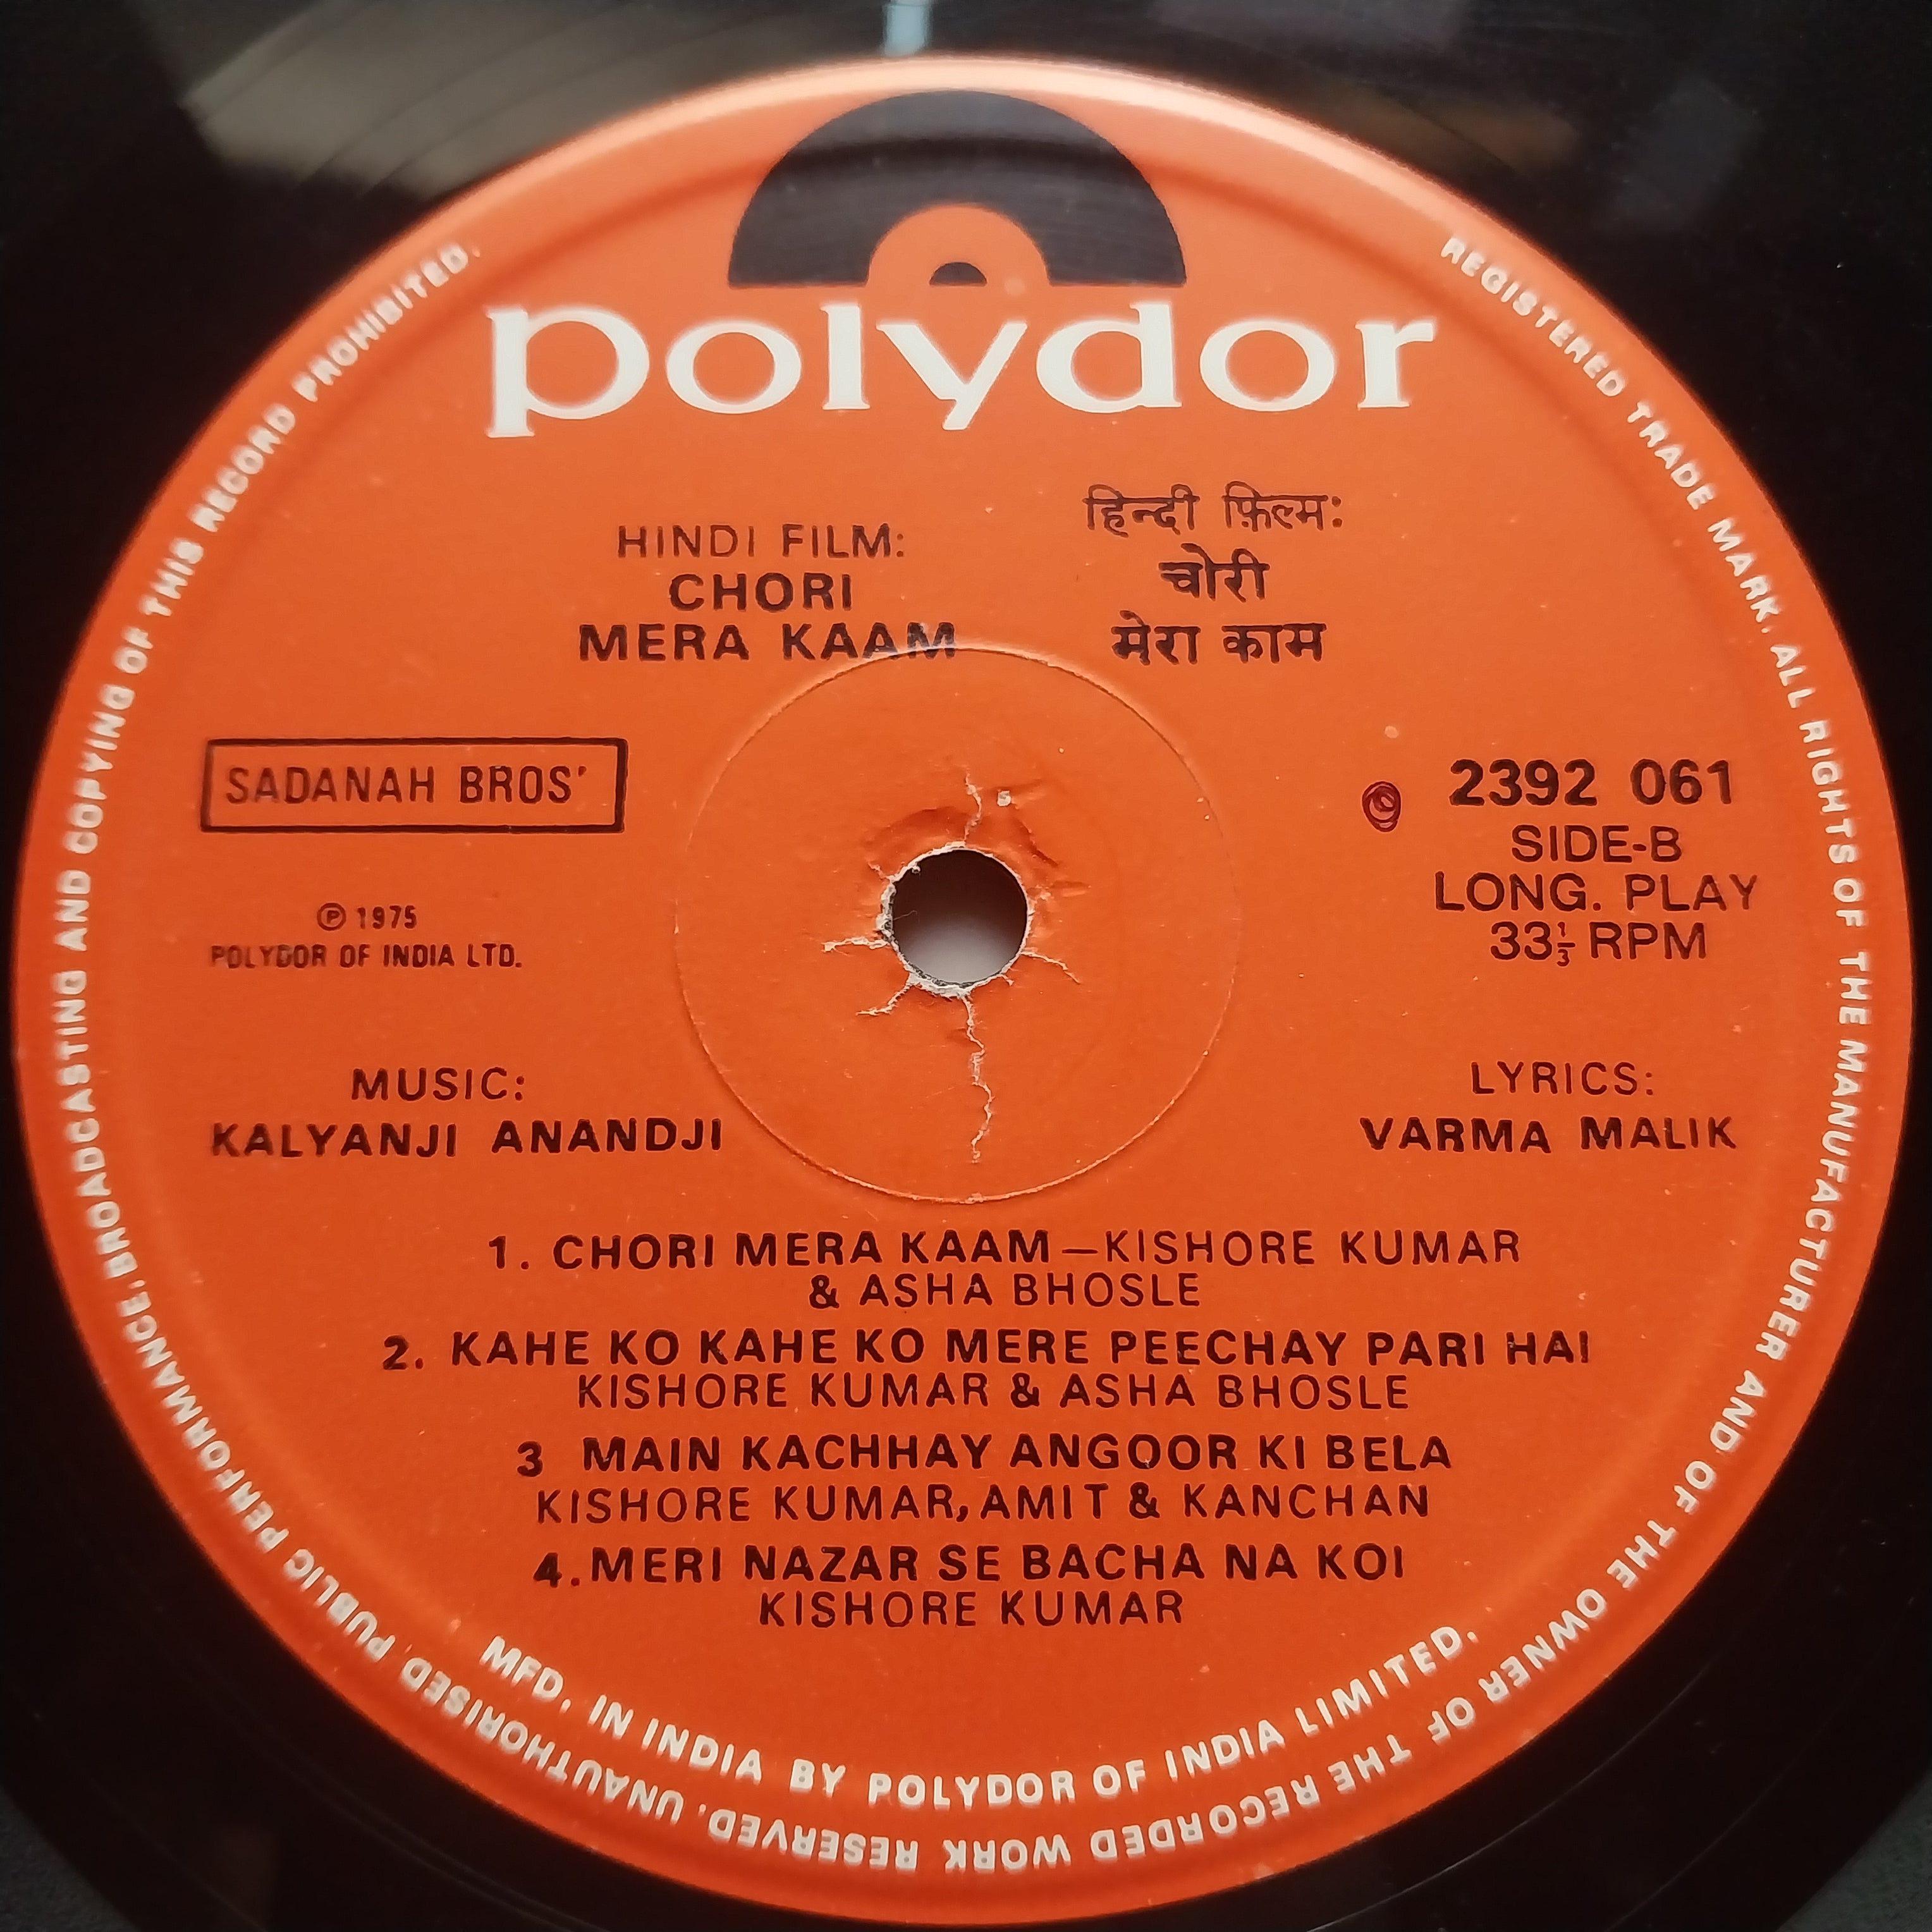 polydor
HINDI FILM:
CHORI
MERA KAAM
हिन्दी फ़िल्म:
चोरी
मेरा काम
SADANAH BROS'
2392 061
SIDE-B
LONG. PLAY
33⅓ RPM
℗ 1975
POLYDOR OF INDIA LTD.
MUSIC:
KALYANJI ANANDJI
LYRICS:
VARMA MALIK
1. CHORI MERA KAAM—KISHORE KUMAR
& ASHA BHOSLE
2. KAHE KO KAHE KO MERE PEECHAY PARI HAI
KISHORE KUMAR & ASHA BHOSLE
3 MAIN KACHHAY ANGOOR KI BELA
KISHORE KUMAR, AMIT & KANCHAN
4. MERI NAZAR SE BACHA NA KOI
KISHORE KUMAR
MFD. IN INDIA BY POLYDOR OF INDIA LIMITED.
REGISTERED TRADE MARK. ALL RIGHTS OF THE MANUFACTURER AND OF THE OWNER OF THE RECORDED WORK RESERVED. UNAUTHORISED PUBLIC PERFORMANCE, BROADCASTING AND COPYING OF THIS RECORD PROHIBITED.